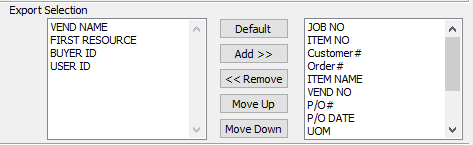 Export Selection
VEND NAME
FIRST RESOURCE
BUYER ID
USER ID
Default
Add >>
<< Remove
Move Up
Move Down
JOB NO
ITEM NO
Customer#
Order#
ITEM NAME
VEND NO
P/O#
P/O DATE
UOM